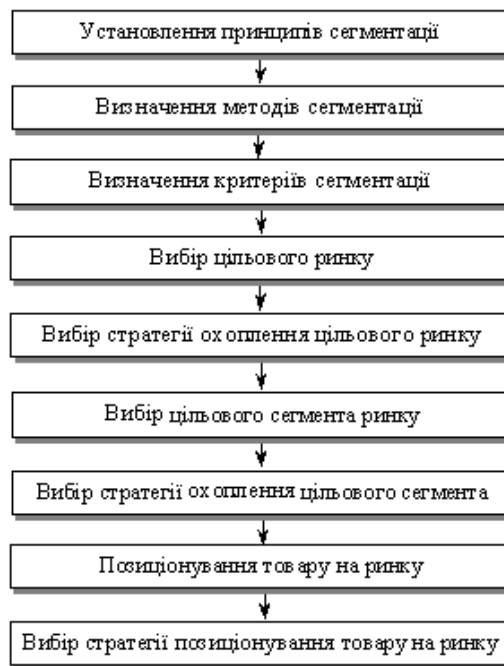 Установлення принципів сегментації
Визначення методів сегментації
Визначення критеріїв сегментації
Вибір цільового ринку
Вибір стратегії охоплення цільового ринку
Вибір цільового сегмента ринку
Вибір стратегії охоплення цільового сегмента
Позиціонування товару на ринку
Вибір стратегії позиціонування товару на ринку